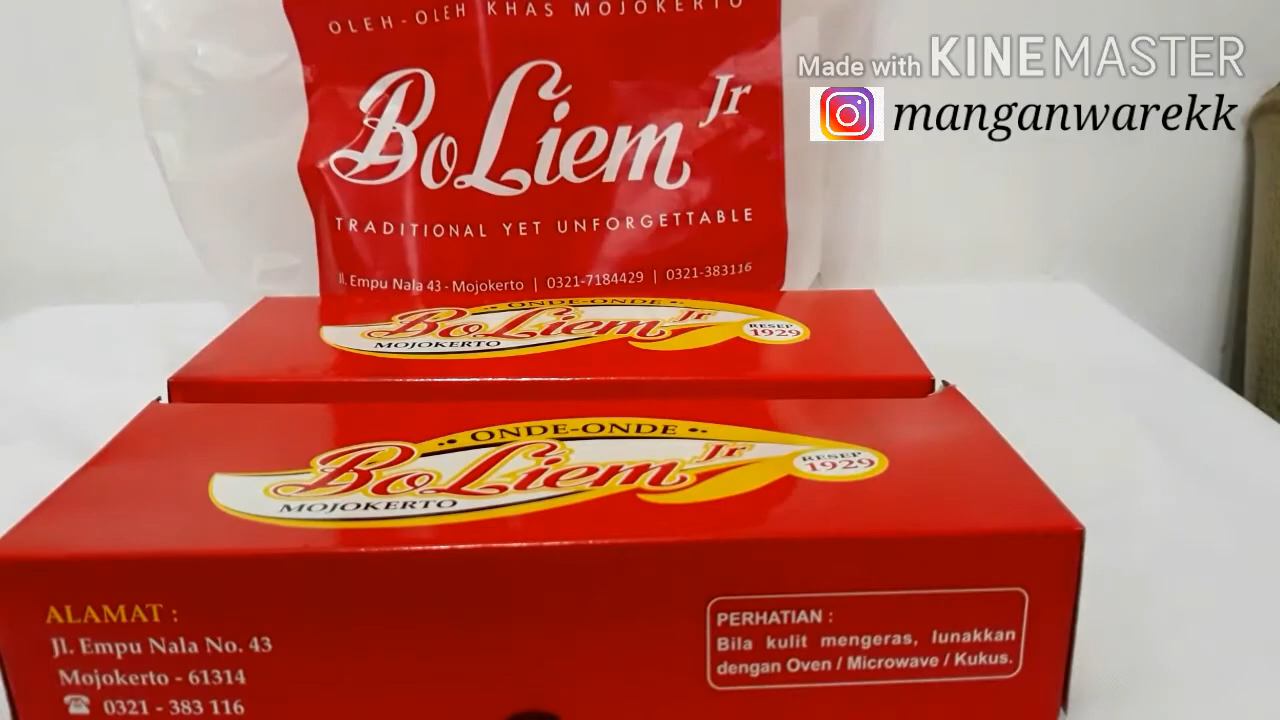 OLEH-OLEH KHAS MOJOKERTO
BoLiem Jr
TRADITIONAL YET UNFORGETTABLE
Jl. Empu Nala 43 - Mojokerto | 0321-7184429 | 0321-383116
Made with KINEMASTER
manganwarekk
•• ONDE-ONDE ••
BoLiem Jr
MOJOKERTO
RESEP
1929
•• ONDE-ONDE ••
BoLiem Jr
MOJOKERTO
RESEP
1929
ALAMAT :
Jl. Empu Nala No. 43
Mojokerto - 61314
☎ 0321 - 383 116
PERHATIAN :
Bila kulit mengeras, lunakkan
dengan Oven / Microwave / Kukus.